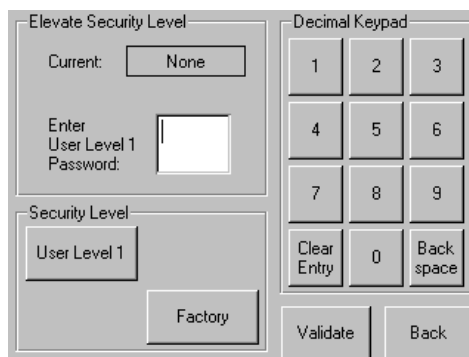 Elevate Security Level
Current: None
Enter
User Level 1
Password:
Security Level
User Level 1
Factory
Decimal Keypad
1 2 3
4 5 6
7 8 9
Clear
Entry
0
Back
space
Validate Back